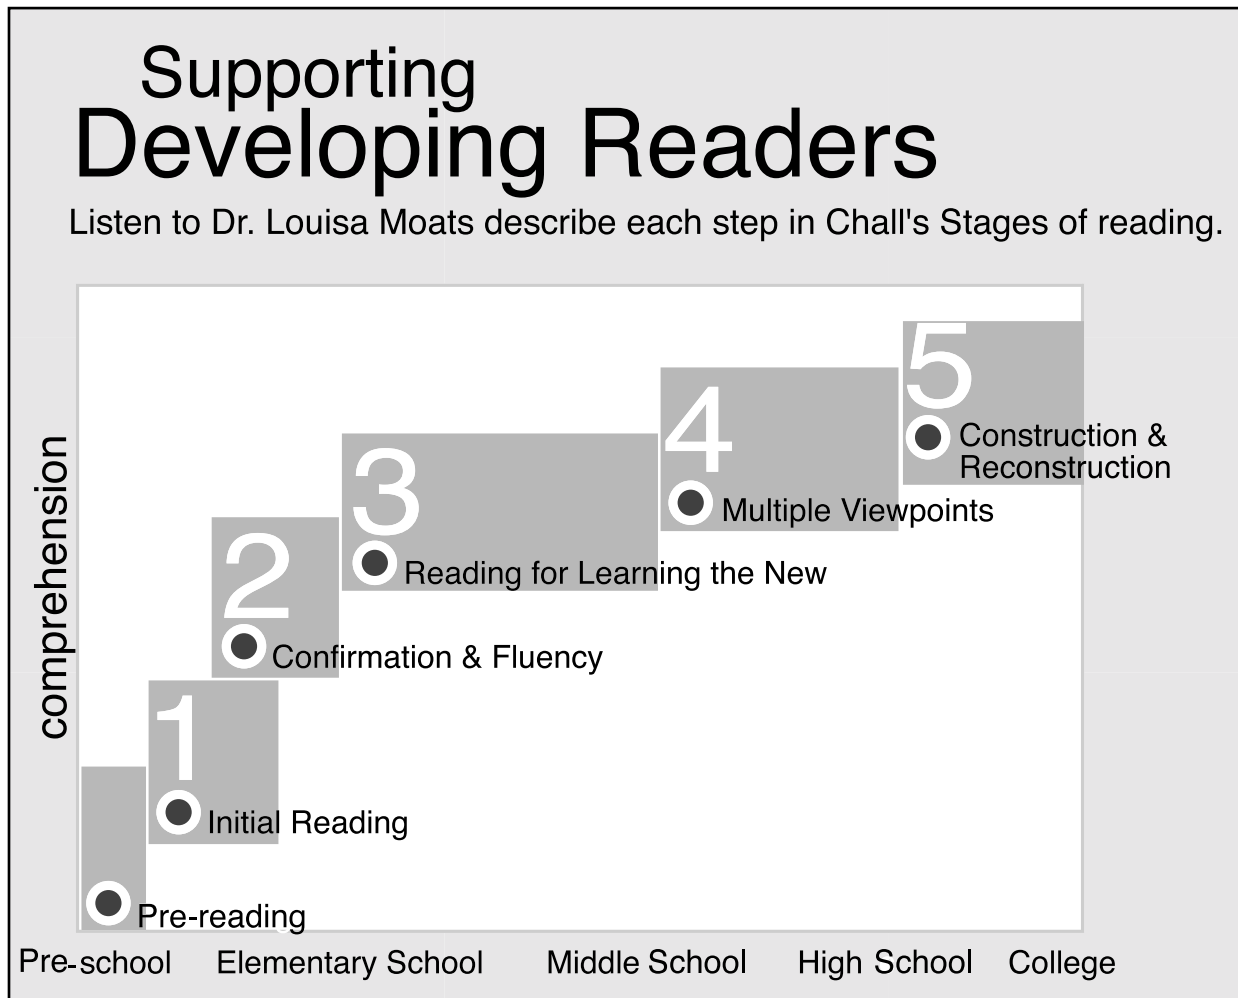 Supporting
Developing Readers
Listen to Dr. Louisa Moats describe each step in Chall's Stages of reading.
5
Construction &
Reconstruction
4
Multiple Viewpoints
3
Reading for Learning the New
2
Confirmation & Fluency
1
Initial Reading
Pre-reading
comprehension
Pre-school Elementary School Middle School High School College